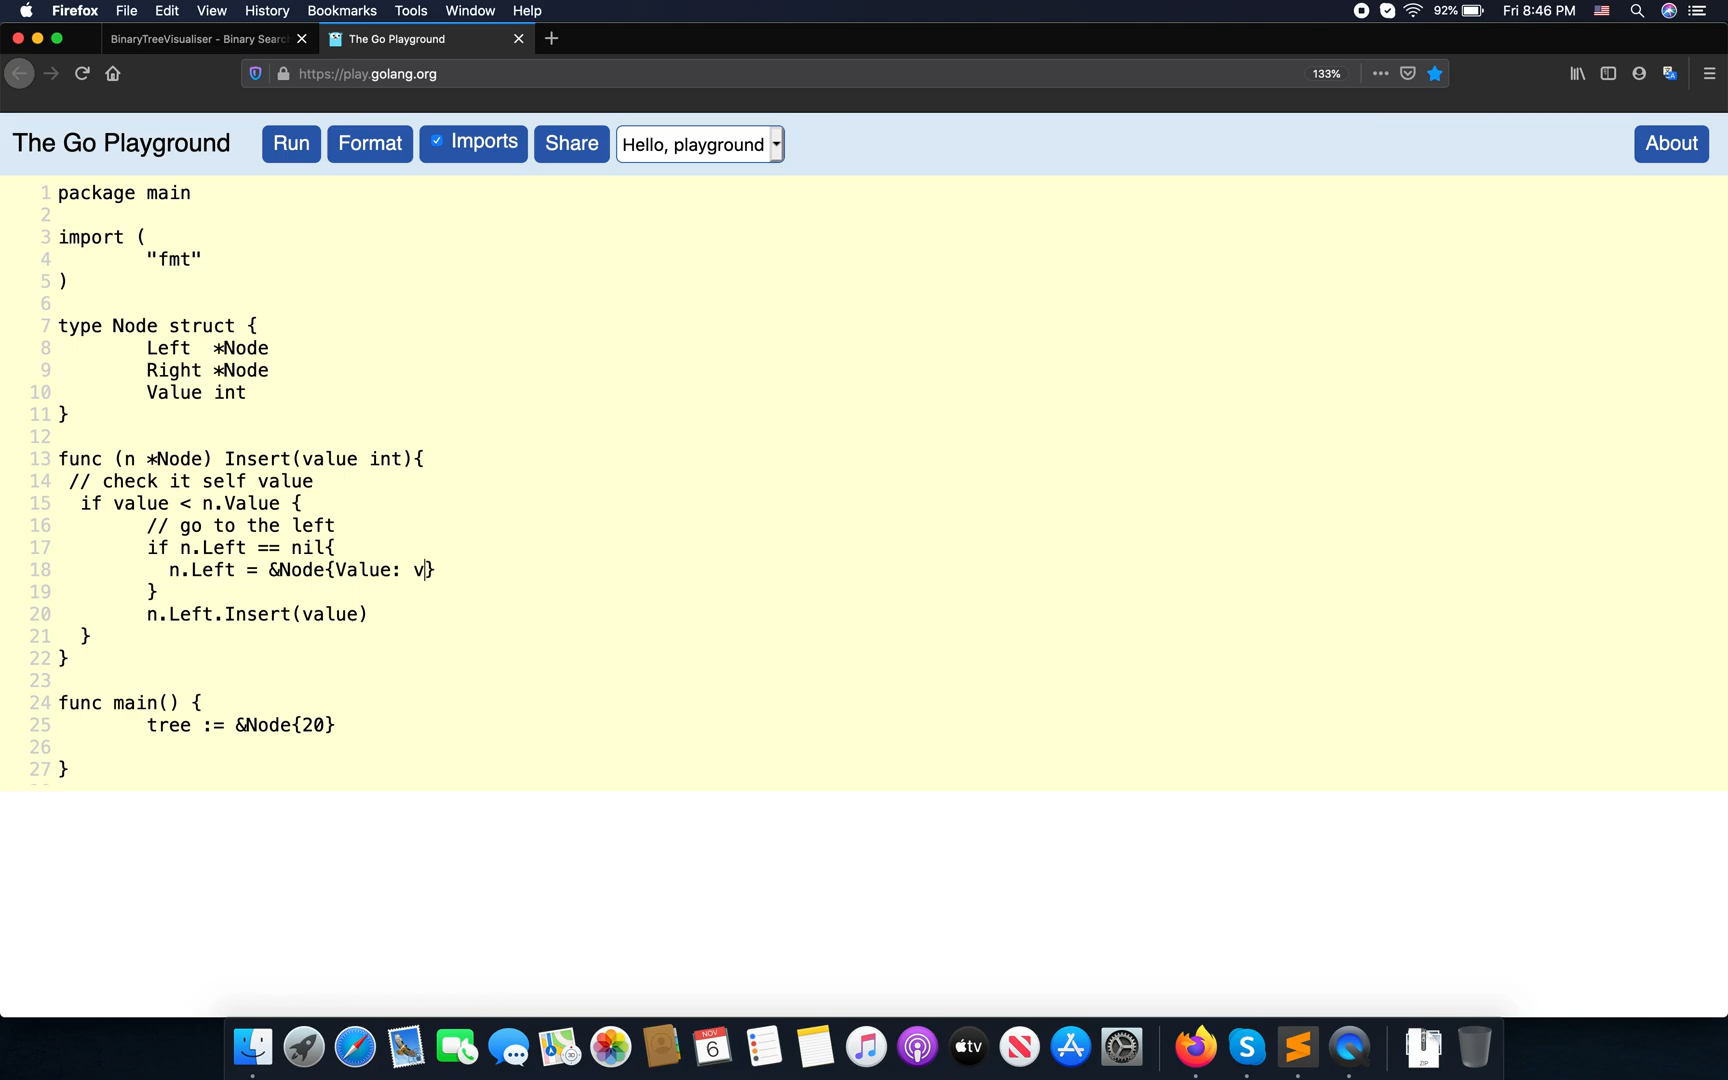 Firefox File Edit View History Bookmarks Tools Window Help 92% Fri 8:46 PM
BinaryTreeVisualiser - Binary Searc The Go Playground
https://play.golang.org 133%
The Go Playground Run Format Imports Share Hello, playground About
1 package main
2
3 import (
4 "fmt"
5 )
6
7 type Node struct {
8 Left *Node
9 Right *Node
10 Value int
11 }
12
13 func (n *Node) Insert(value int){
14 // check it self value
15 if value < n.Value {
16 // go to the left
17 if n.Left == nil{
18 n.Left = &Node{Value: v}
19 }
20 n.Left.Insert(value)
21 }
22 }
23
24 func main() {
25 tree := &Node{20}
26
27 }
NOV
6
tv
ZIP